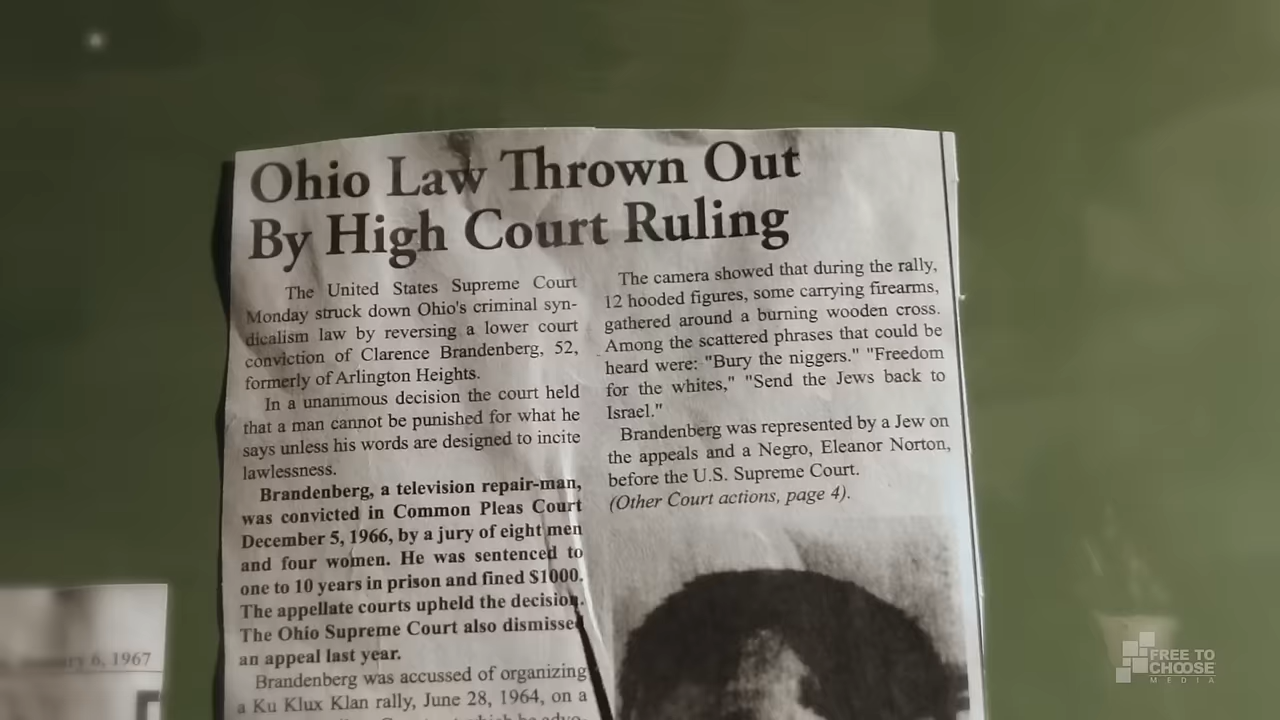 Ohio Law Thrown Out
By High Court Ruling
The United States Supreme Court
Monday struck down Ohio's criminal syn-
dicalism law by reversing a lower court
conviction of Clarence Brandenberg, 52,
formerly of Arlington Heights.
In a unanimous decision the court held
that a man cannot be punished for what he
says unless his words are designed to incite
lawlessness.
Brandenberg, a television repair-man,
was convicted in Common Pleas Court
December 5, 1966, by a jury of eight men
and four women. He was sentenced to
one to 10 years in prison and fined $1000.
The appellate courts upheld the decision.
The Ohio Supreme Court also dismissed
an appeal last year.
Brandenberg was accused of organizing
a Ku Klux Klan rally, June 28, 1964, on a
The camera showed that during the rally,
12 hooded figures, some carrying firearms,
gathered around a burning wooden cross.
Among the scattered phrases that could be
heard were: "Bury the niggers." "Freedom
for the whites," "Send the Jews back to
Israel."
Brandenberg was represented by a Jew on
the appeals and a Negro, Eleanor Norton,
before the U.S. Supreme Court.
(Other Court actions, page 4).
6, 1967
FREE TO
CHOOSE
MEDIA